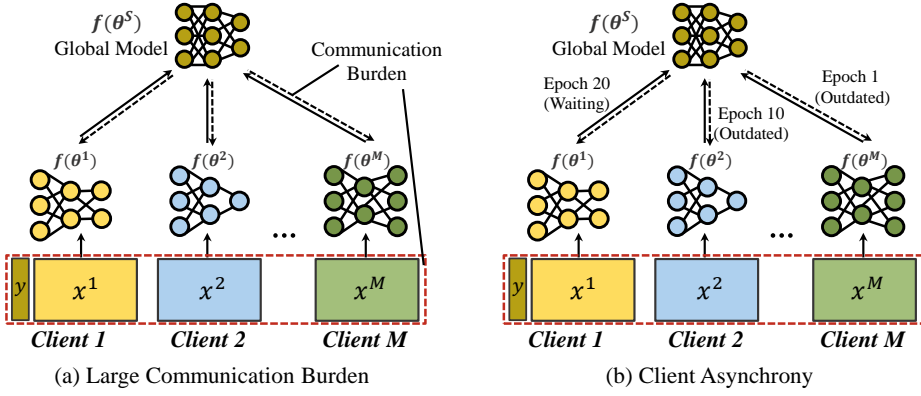 f(θ^S)
Global Model
Communication
Burden
f(θ^1)
f(θ^2)
f(θ^M)
...
y
x^1
x^2
x^M
Client 1
Client 2
Client M
(a) Large Communication Burden
f(θ^S)
Global Model
Epoch 20
(Waiting)
Epoch 10
(Outdated)
Epoch 1
(Outdated)
f(θ^1)
f(θ^2)
f(θ^M)
...
y
x^1
x^2
x^M
Client 1
Client 2
Client M
(b) Client Asynchrony